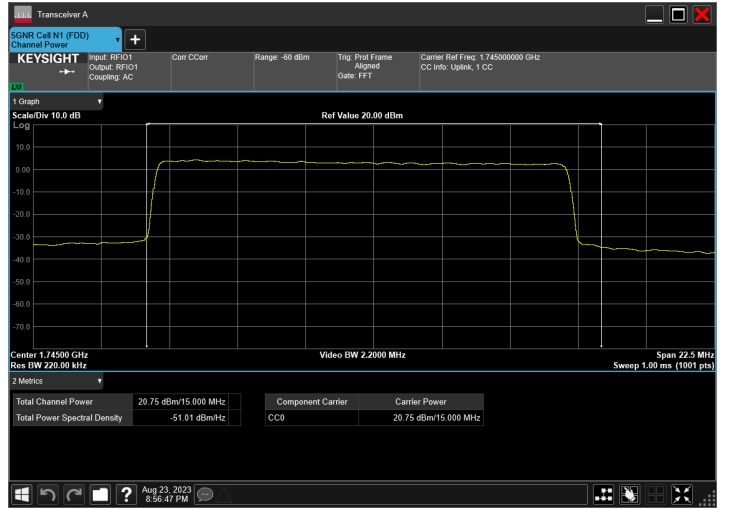 Transceiver A
5GNR Cell N1 (FDD)
Channel Power
KEYSIGHT
Input: RFIO1
Output: RFIO1
Coupling: AC
Corr CCorr
Range: -60 dBm
Trig: Prot Frame
Aligned
Gate: FFT
Carrier Ref Freq: 1.745000000 GHz
CC Info: Uplink, 1 CC
1 Graph
Scale/Div 10.0 dB
Ref Value 20.00 dBm
Log
10.0
0.00
-10.0
-20.0
-30.0
-40.0
-50.0
-60.0
-70.0
Center 1.74500 GHz
Video BW 2.2000 MHz
Span 22.5 MHz
Res BW 220.00 kHz
Sweep 1.00 ms (1001 pts)
2 Metrics
Total Channel Power 20.75 dBm/15.000 MHz
Total Power Spectral Density -51.01 dBm/Hz
Component Carrier Carrier Power
CC0 20.75 dBm/15.000 MHz
?
Aug 23, 2023
8:56:47 PM